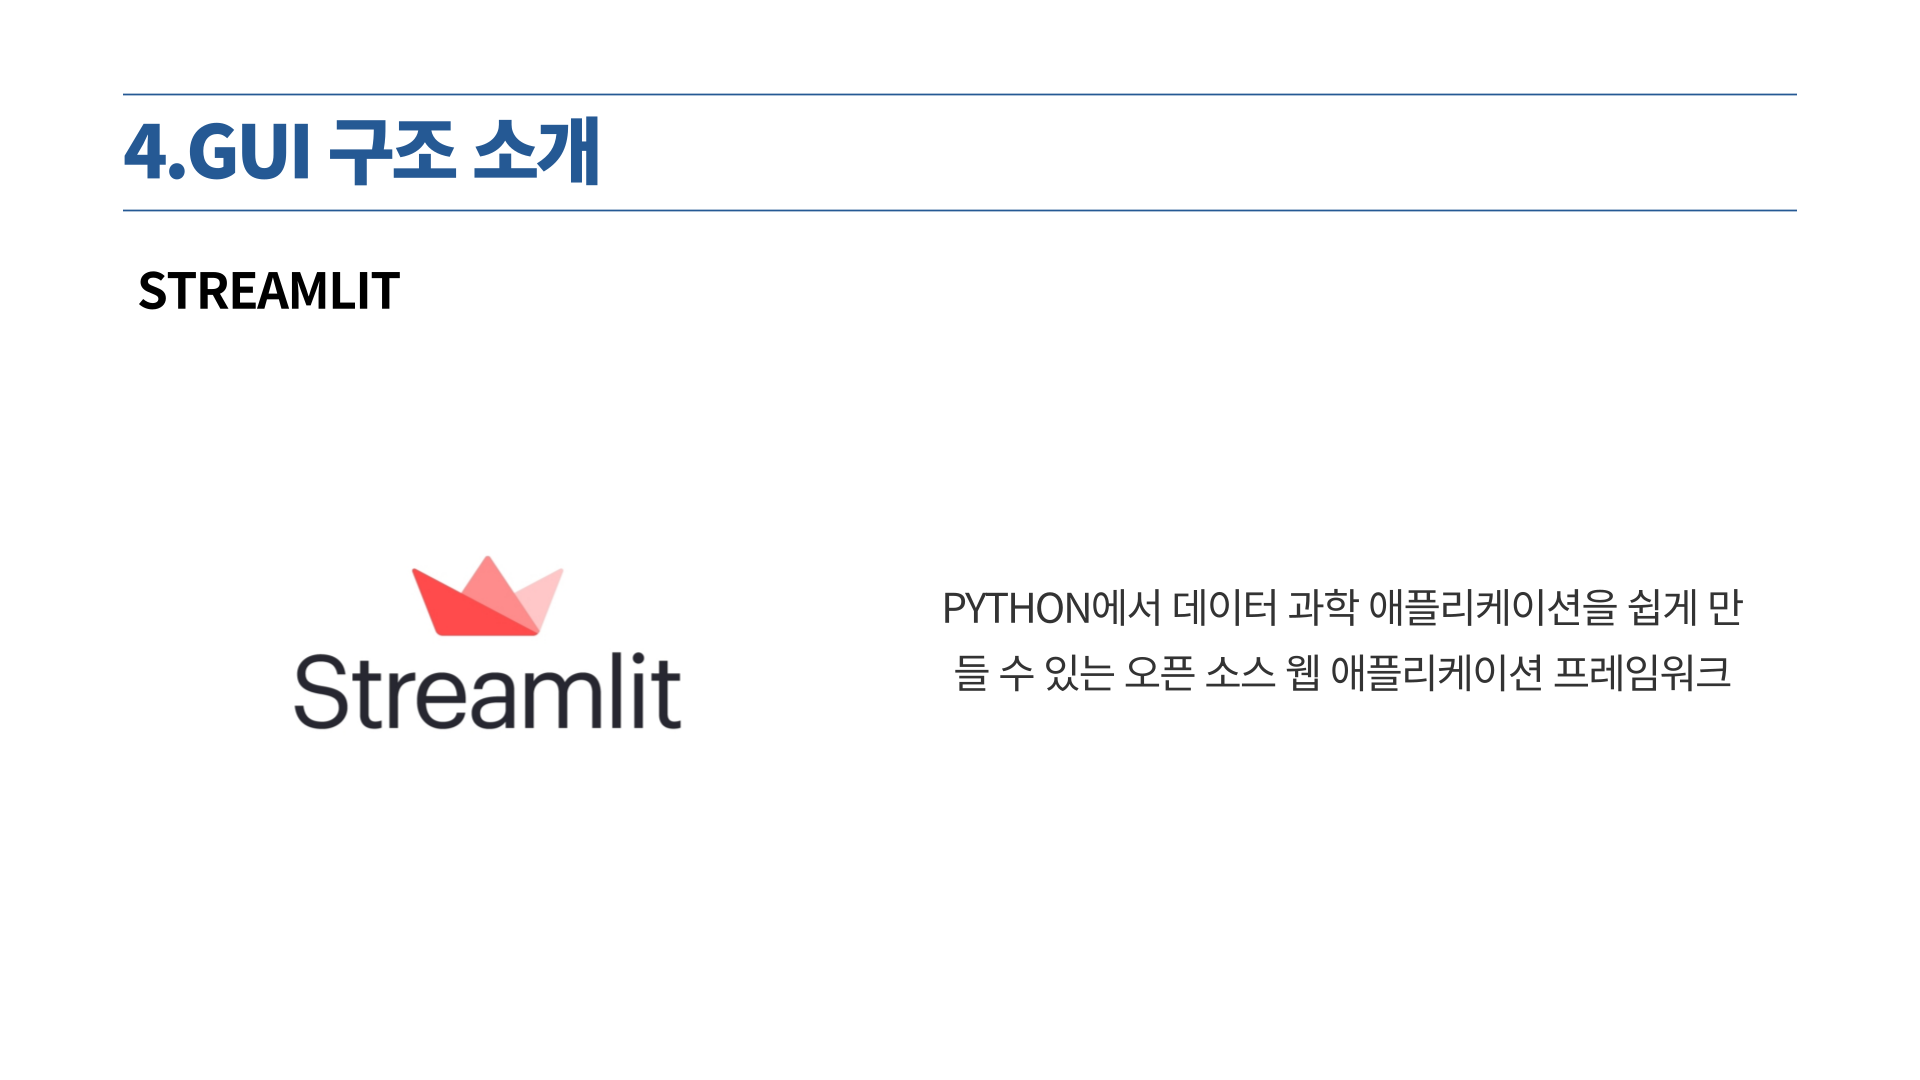 4.GUI 구조 소개
STREAMLIT
Streamlit
PYTHON에서 데이터 과학 애플리케이션을 쉽게 만
들 수 있는 오픈 소스 웹 애플리케이션 프레임워크